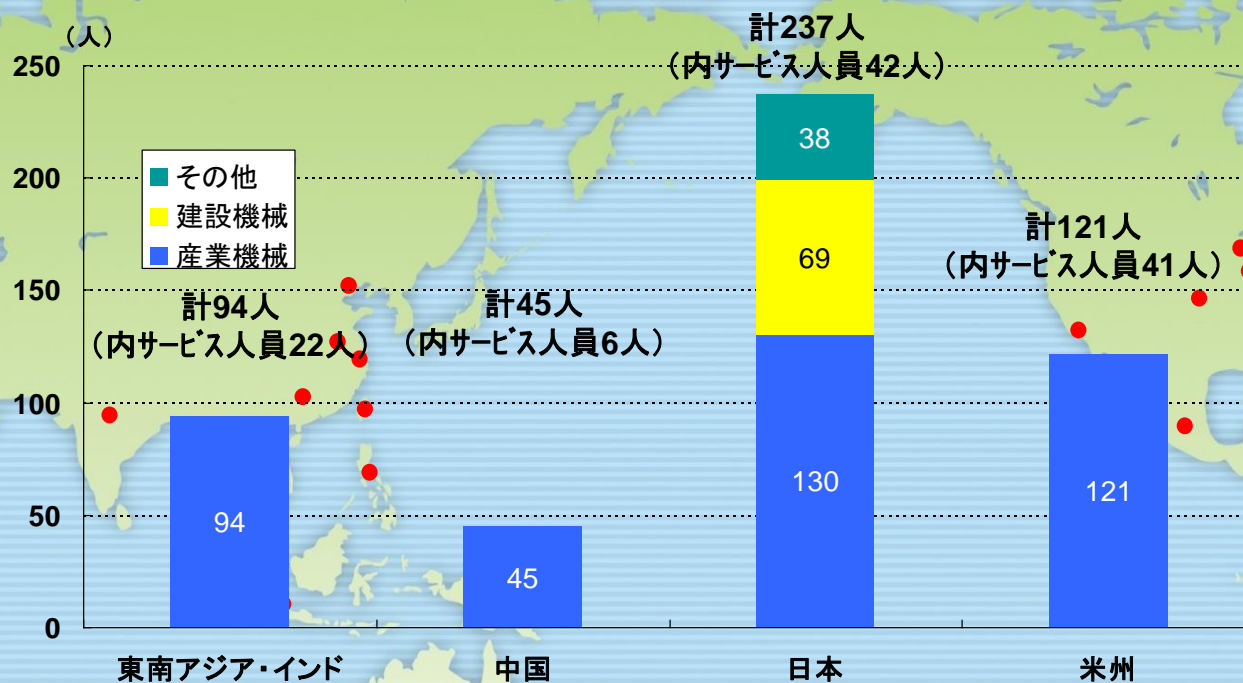 (人)
計237人
(内サービス人員42人)
250
その他
建設機械
産業機械
38
200
計121人
(内サービス人員41人)
69
150
計94人
(内サービス人員22人)
計45人
(内サービス人員6人)
100
130
121
94
50
45
0
東南アジア・インド
中国
日本
米州